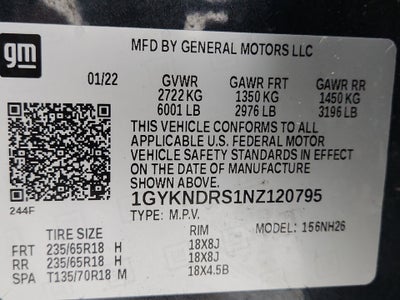 gm
MFD BY GENERAL MOTORS LLC
01/22 GVWR GAWR FRT GAWR RR
2722 KG 1350 KG 1450 KG
6001 LB 2976 LB 3196 LB
THIS VEHICLE CONFORMS TO ALL
APPLICABLE U.S. FEDERAL MOTOR
VEHICLE SAFETY STANDARDS IN EFFECT
ON THE DATE OF MANUFACTURE SHOWN ABOVE.
1GYKNDRS1NZ120795
TYPE: M.P.V. MODEL: 156NH26
244F
TIRE SIZE RIM
FRT 235/65R18 H 18X8J
RR 235/65R18 H 18X8J
SPA T135/70R18 M 18X4.5B